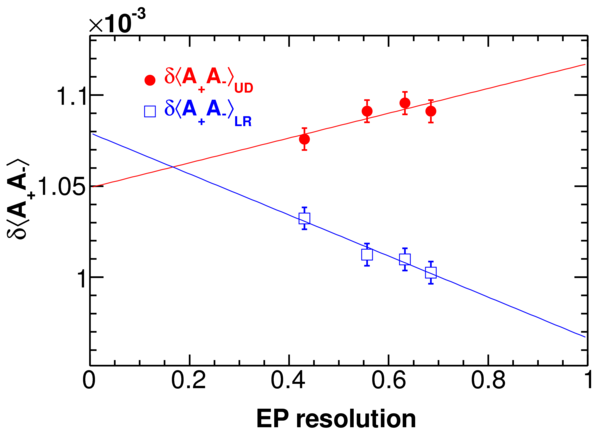 ×10⁻³
δ⟨A₊A₋⟩UD
δ⟨A₊A₋⟩LR
1.1
1.05
1
δ⟨A₊A₋⟩
0 0.2 0.4 0.6 0.8 1
EP resolution